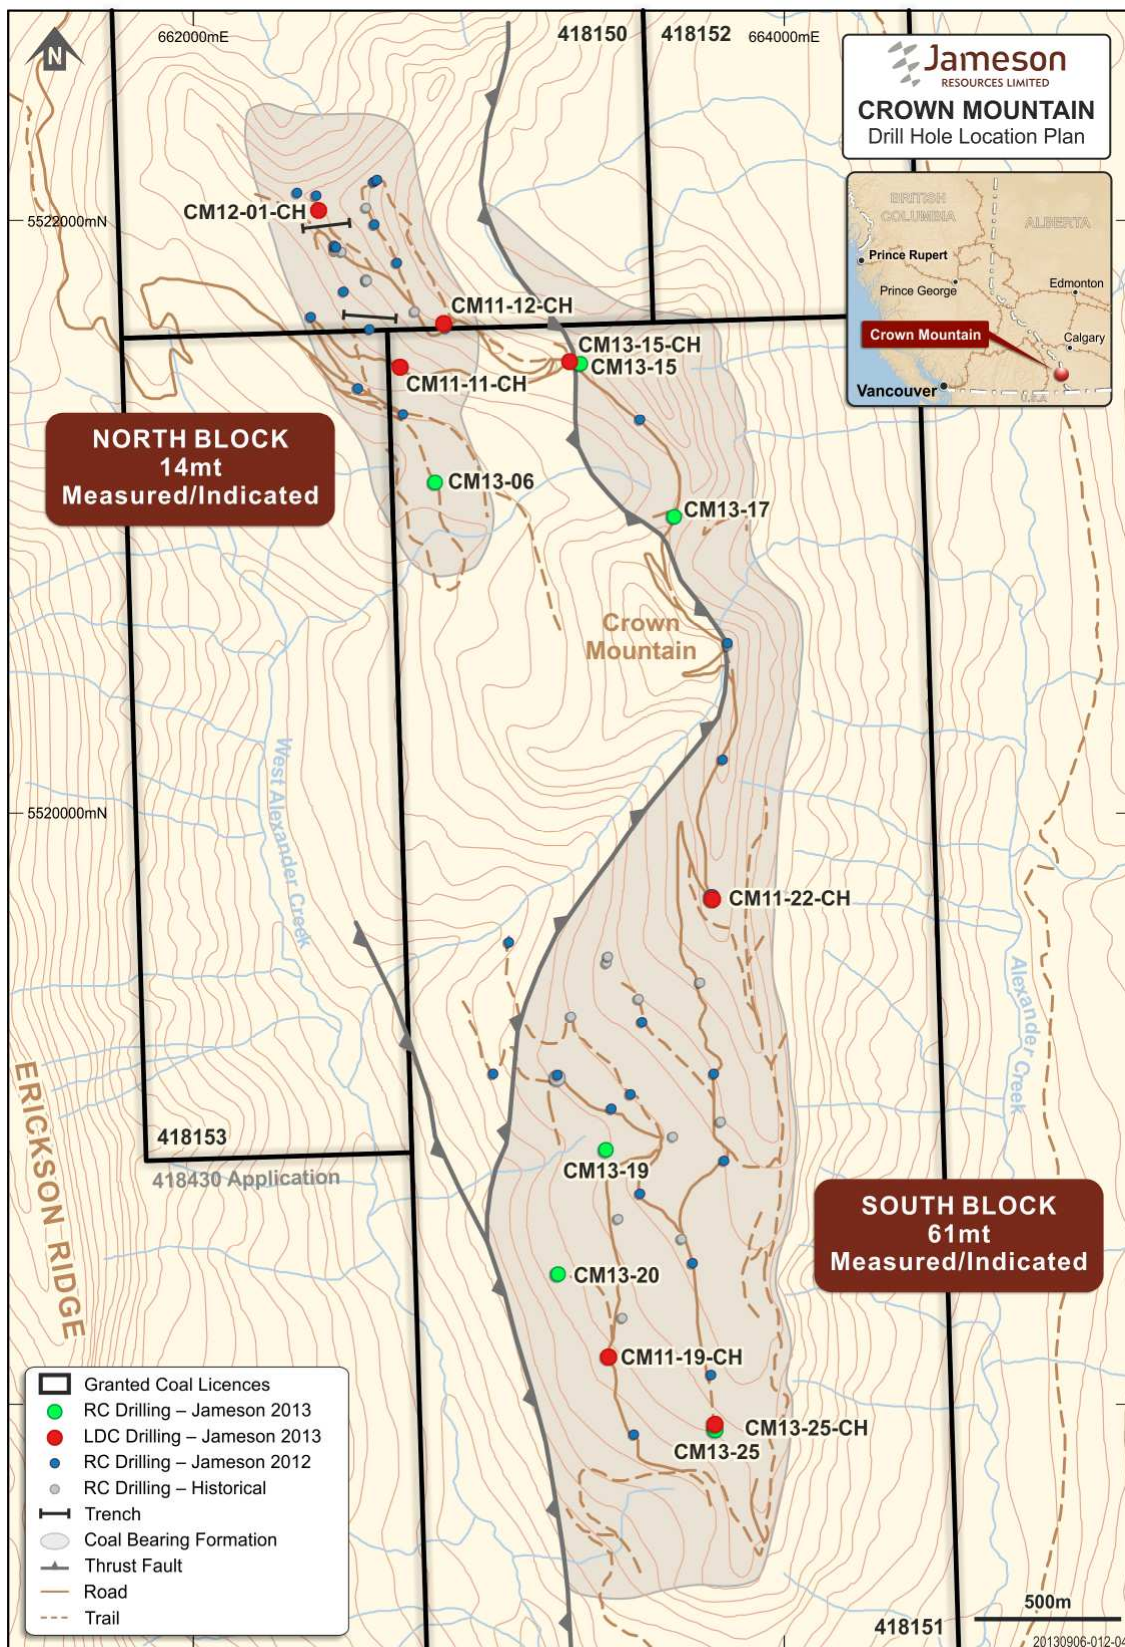 662000mE
418150
418152
664000mE
N
Jameson
RESOURCES LIMITED
CROWN MOUNTAIN
Drill Hole Location Plan
BRITISH
COLUMBIA
ALBERTA
Prince Rupert
Prince George
Edmonton
Crown Mountain
Calgary
Vancouver
U.S.A
5522000mN
CM12-01-CH
CM11-12-CH
CM13-15-CH
CM13-15
CM11-11-CH
NORTH BLOCK
14mt
Measured/Indicated
CM13-06
CM13-17
Crown
Mountain
West Alexander Creek
5520000mN
CM11-22-CH
Alexander Creek
ERICKSON RIDGE
418153
418430 Application
CM13-19
SOUTH BLOCK
61mt
Measured/Indicated
CM13-20
CM11-19-CH
CM13-25-CH
CM13-25
Granted Coal Licences
RC Drilling – Jameson 2013
LDC Drilling – Jameson 2013
RC Drilling – Jameson 2012
RC Drilling – Historical
Trench
Coal Bearing Formation
Thrust Fault
Road
Trail
500m
418151
20130906-012-04